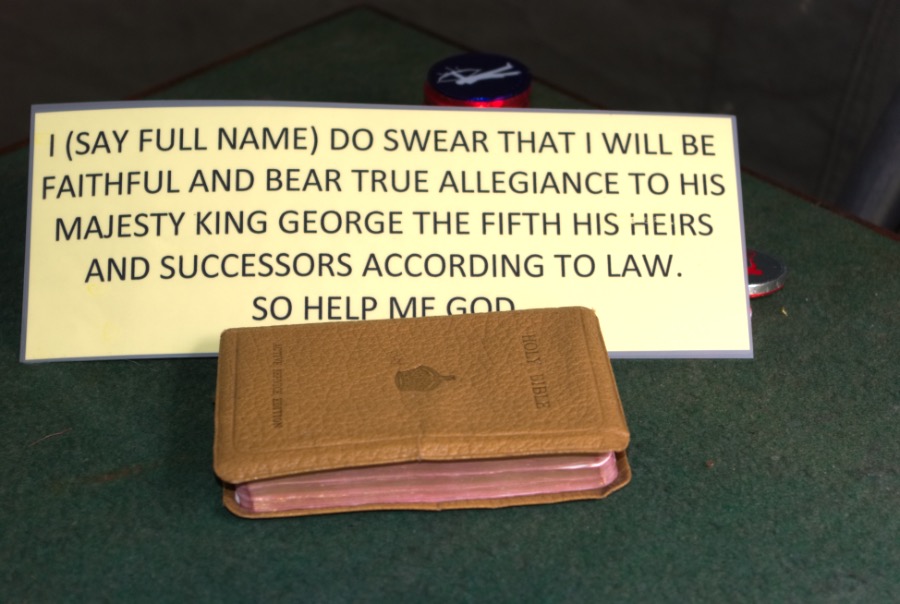 I (SAY FULL NAME) DO SWEAR THAT I WILL BE
FAITHFUL AND BEAR TRUE ALLEGIANCE TO HIS
MAJESTY KING GEORGE THE FIFTH HIS HEIRS
AND SUCCESSORS ACCORDING TO LAW.
SO HELP ME GOD
HOLY BIBLE